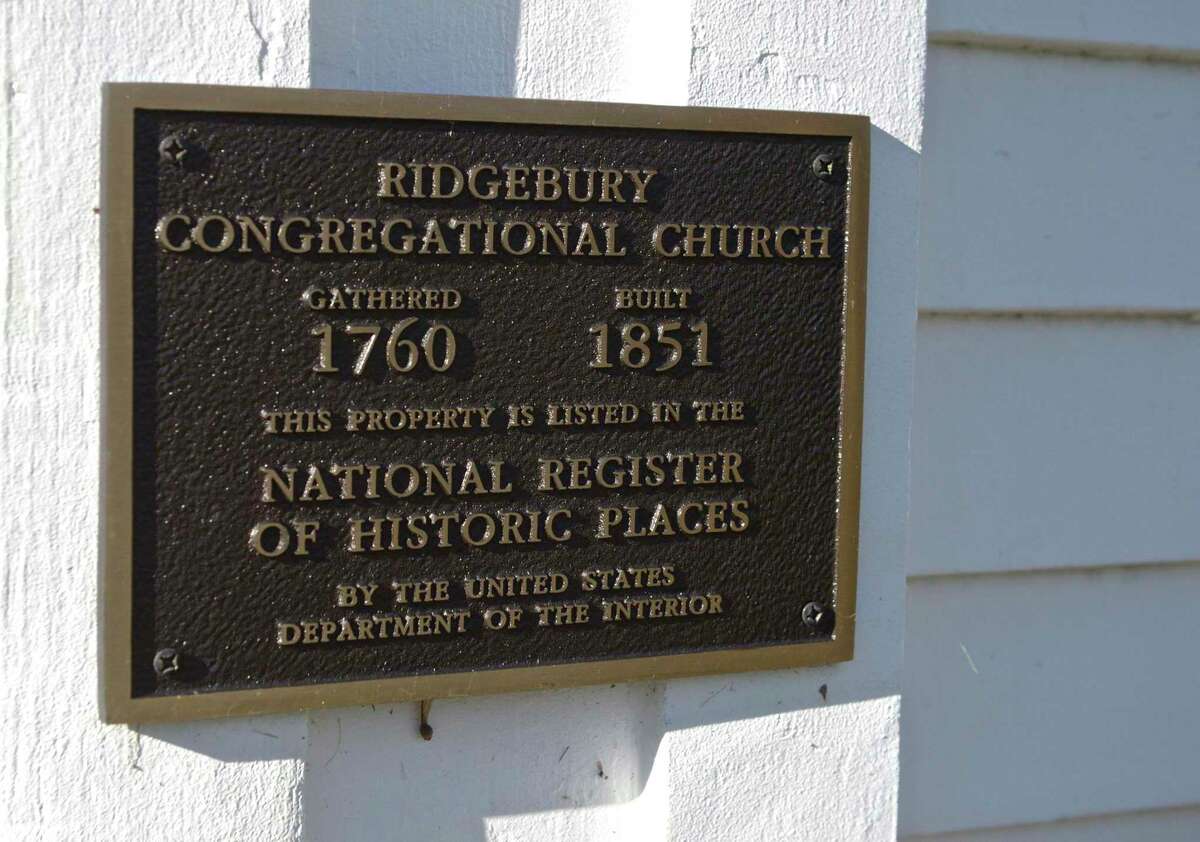 RIDGEBURY
CONGREGATIONAL CHURCH
GATHERED BUILT
1760 1851
THIS PROPERTY IS LISTED IN THE
NATIONAL REGISTER
OF HISTORIC PLACES
BY THE UNITED STATES
DEPARTMENT OF THE INTERIOR